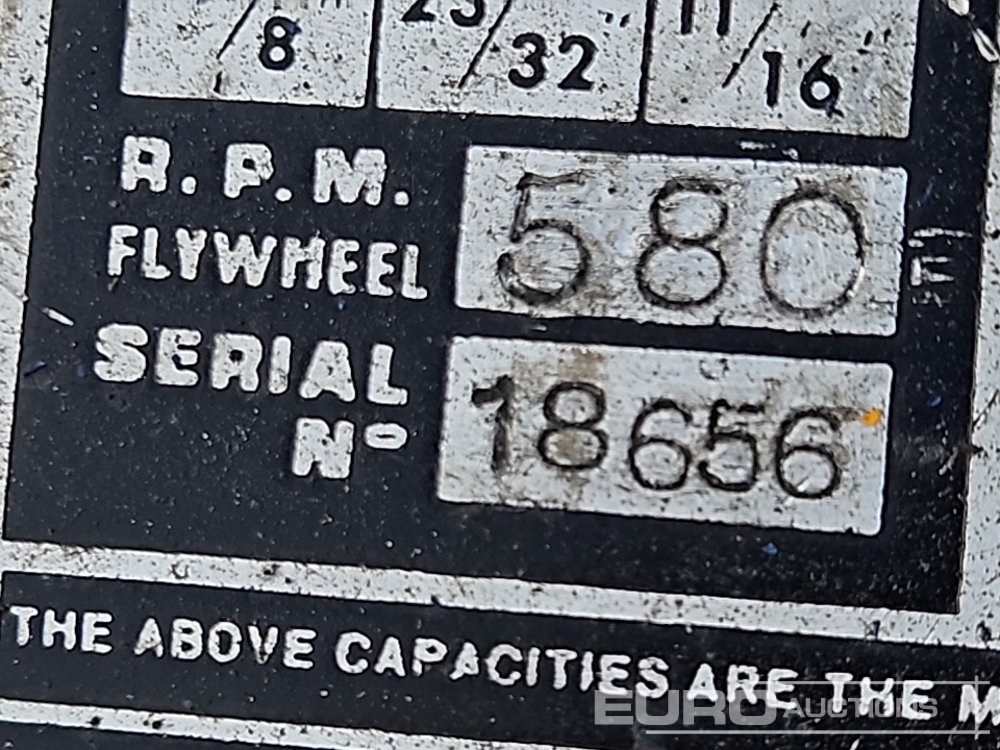 /8 23/32" 11/16"
R.P.M. FLYWHEEL 580
SERIAL Nº 18656
THE ABOVE CAPACITIES ARE THE M
EURO AUCTIONS